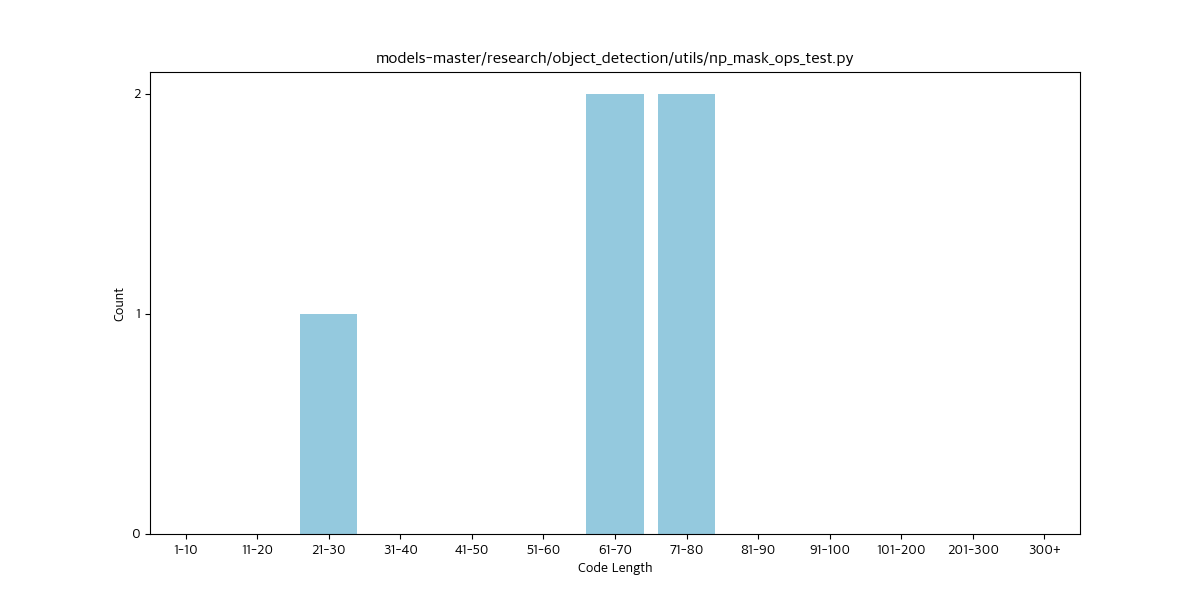 models-master/research/object_detection/utils/np_mask_ops_test.py
Count
2
1
0
1-10 11-20 21-30 31-40 41-50 51-60 61-70 71-80 81-90 91-100 101-200 201-300 300+
Code Length